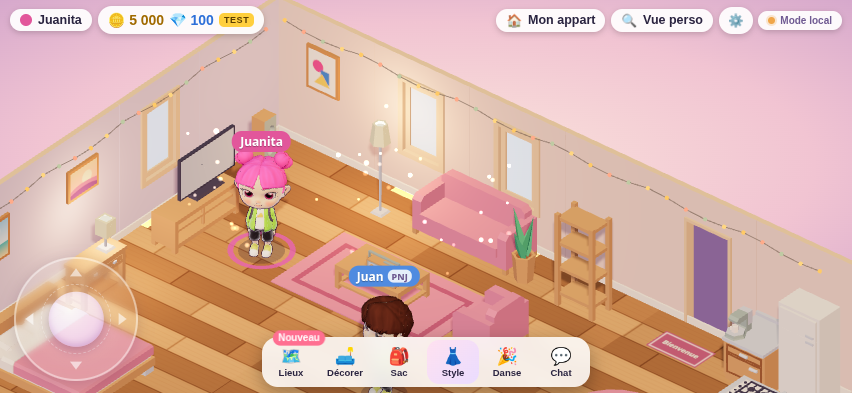 Juanita
5 000
100
TEST
Mon appart
Vue perso
Mode local
Juanita
Juan PNJ
Bienvenue
Nouveau
Lieux
Décorer
Sac
Style
Danse
Chat